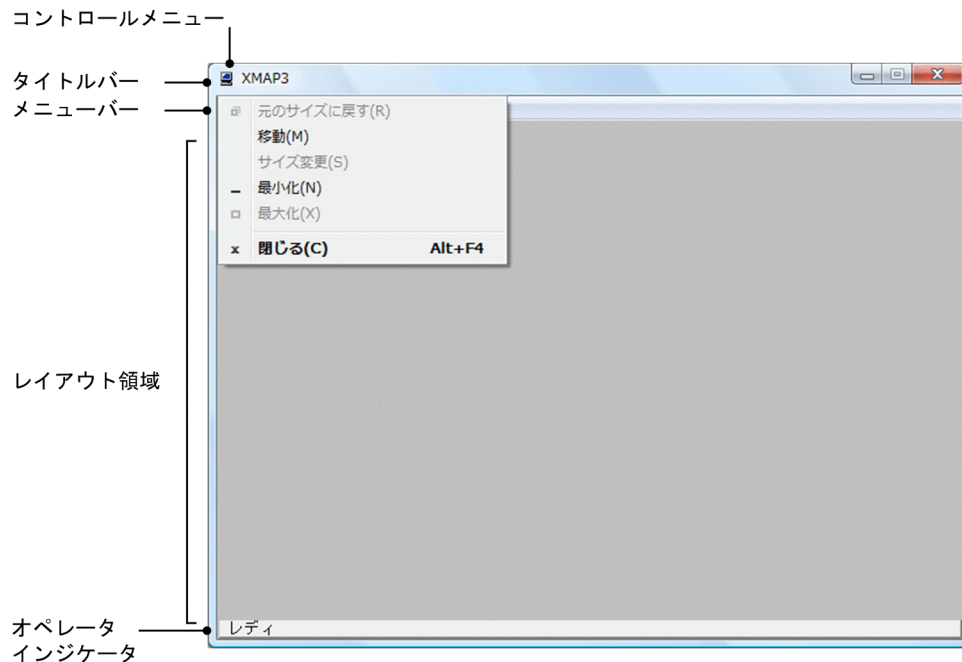 コントロールメニュー
タイトルバー
XMAP3
メニューバー
元のサイズに戻す(R)
移動(M)
サイズ変更(S)
最小化(N)
最大化(X)
閉じる(C) Alt+F4
レイアウト領域
オペレータ
インジケータ
レディ